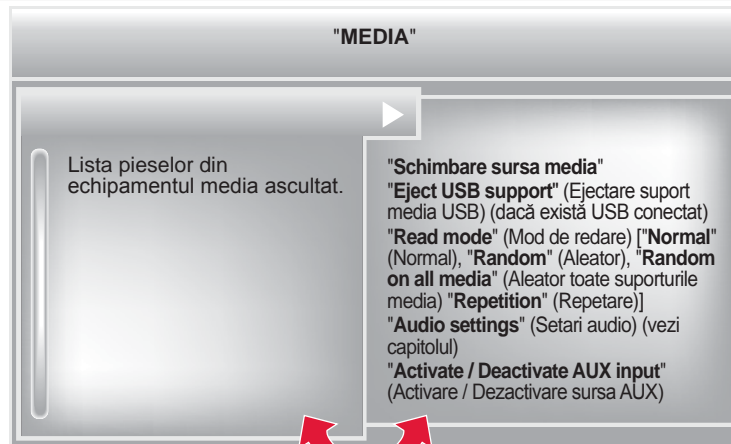 "MEDIA"
Lista pieselor din
echipamentul media ascultat.
"Schimbare sursa media"
"Eject USB support" (Ejectare suport
media USB) (dacă există USB conectat)
"Read mode" (Mod de redare) ["Normal"
(Normal), "Random" (Aleator), "Random
on all media" (Aleator toate suporturile
media) "Repetition" (Repetare)]
"Audio settings" (Setari audio) (vezi
capitolul)
"Activate / Deactivate AUX input"
(Activare / Dezactivare sursa AUX)